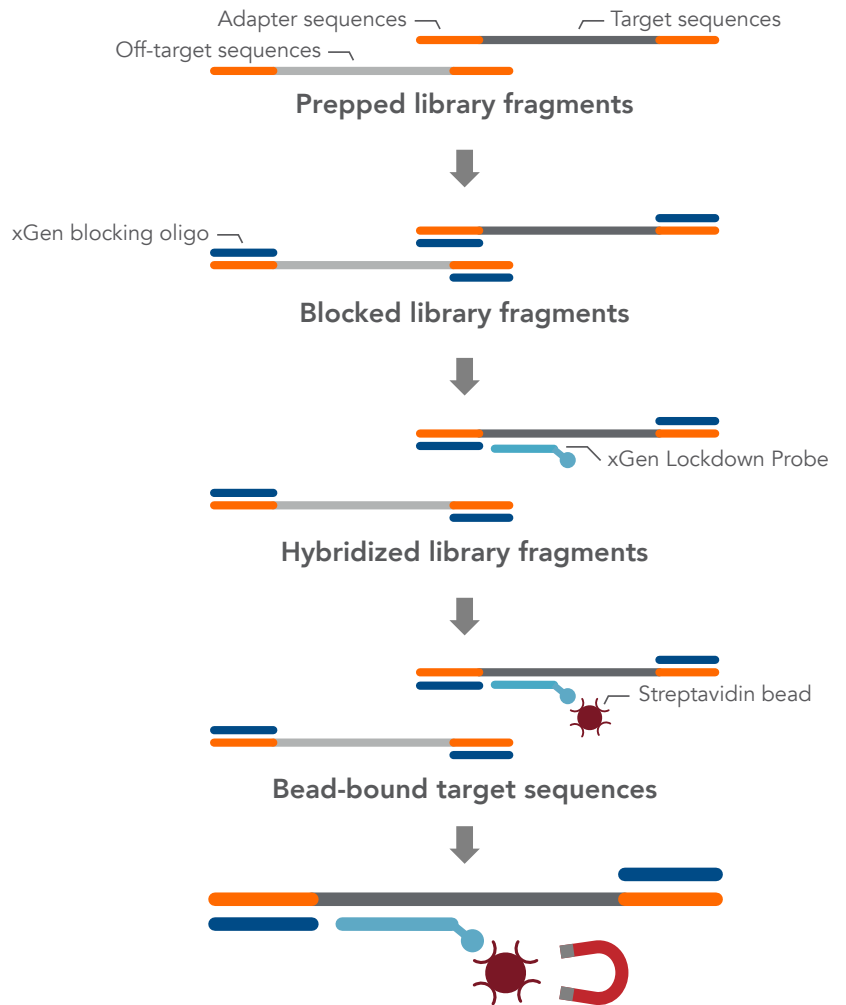 Adapter sequences
Target sequences
Off-target sequences
Prepped library fragments
xGen blocking oligo
Blocked library fragments
xGen Lockdown Probe
Hybridized library fragments
Streptavidin bead
Bead-bound target sequences